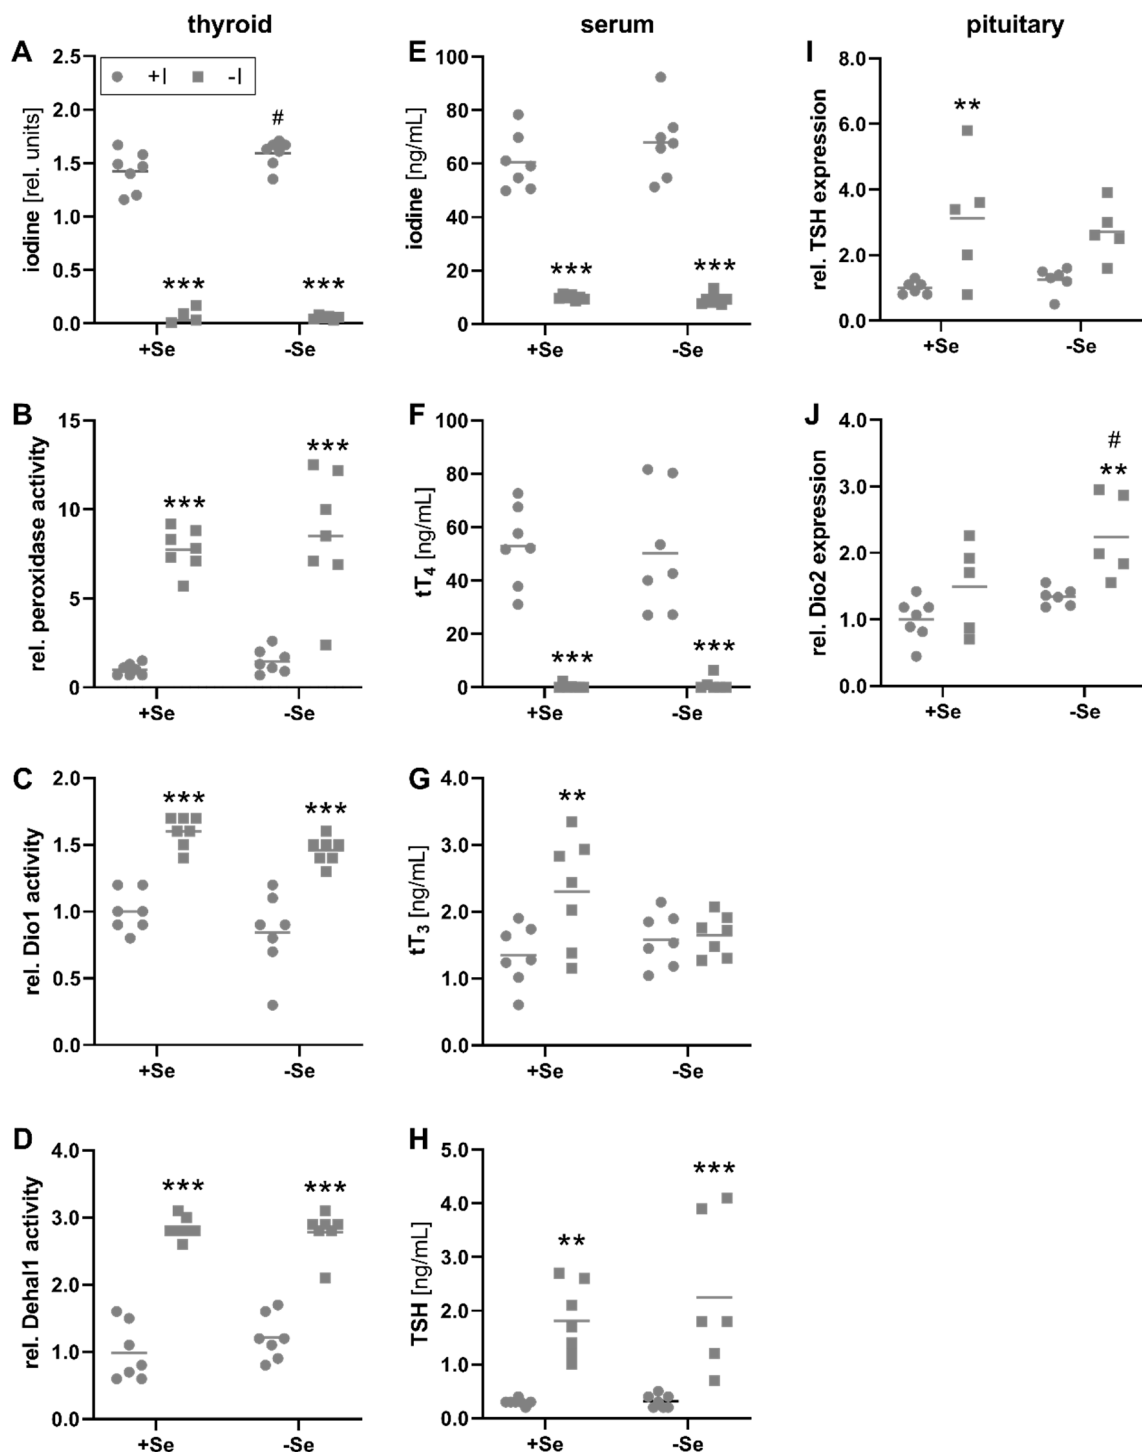 thyroid
serum
pituitary
A
iodine [rel. units]
2.5
2.0
1.5
1.0
0.5
0.0
+I
-I
#
***
***
+Se
-Se
E
iodine [ng/mL]
100
80
60
40
20
0
***
***
+Se
-Se
I
rel. TSH expression
8.0
6.0
4.0
2.0
0.0
**
+Se
-Se
B
rel. peroxidase activity
15
10
5
0
***
***
+Se
-Se
F
tT4 [ng/mL]
100
80
60
40
20
0
***
***
+Se
-Se
J
rel. Dio2 expression
4.0
3.0
2.0
1.0
0.0
#
**
+Se
-Se
C
rel. Dio1 activity
2.0
1.5
1.0
0.5
0.0
***
***
+Se
-Se
G
tT3 [ng/mL]
4.0
3.0
2.0
1.0
0.0
**
+Se
-Se
D
rel. Dehal1 activity
4.0
3.0
2.0
1.0
0.0
***
***
+Se
-Se
H
TSH [ng/mL]
5.0
4.0
3.0
2.0
1.0
0.0
**
***
+Se
-Se